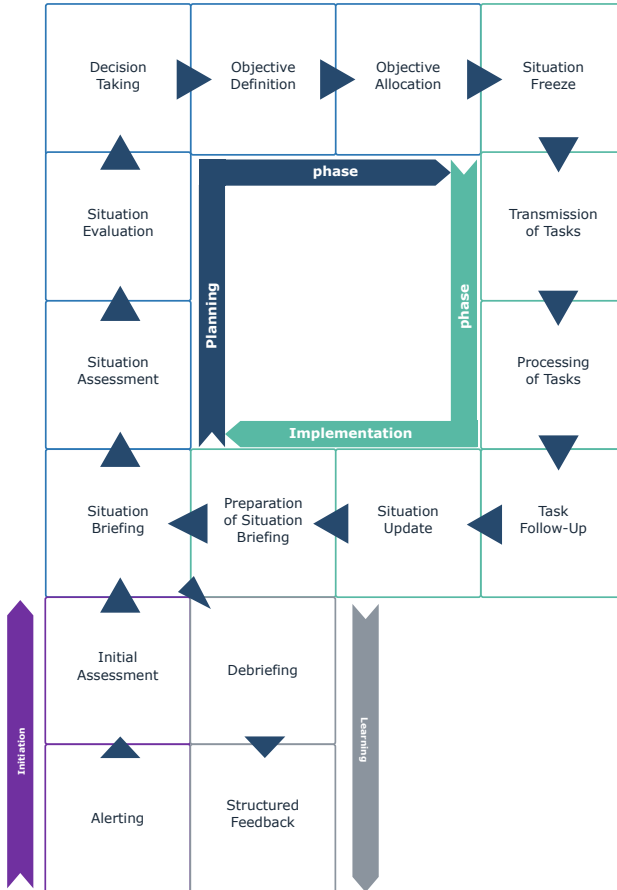 Decision
Taking
Objective
Definition
Objective
Allocation
Situation
Freeze
phase
Situation
Evaluation
Transmission
of Tasks
Planning
phase
Situation
Assessment
Processing
of Tasks
Implementation
Situation
Briefing
Preparation
of Situation
Briefing
Situation
Update
Task
Follow-Up
Initiation
Initial
Assessment
Debriefing
Learning
Alerting
Structured
Feedback